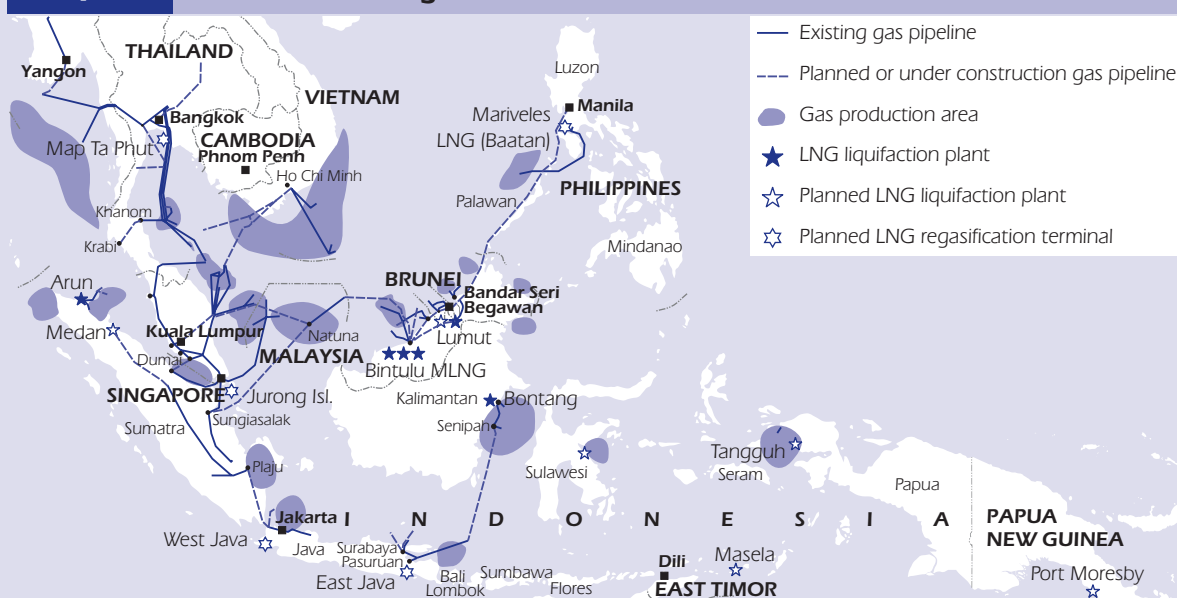 THAILAND
Yangon
VIETNAM
Bangkok
CAMBODIA
Map Ta Phut
Phnom Penh
Ho Chi Minh
Khanom
Krabi
Luzon
Manila
Mariveles
LNG (Baatan)
PHILIPPINES
Palawan
Mindanao
Existing gas pipeline
Planned or under construction gas pipeline
Gas production area
LNG liquifaction plant
Planned LNG liquifaction plant
Planned LNG regasification terminal
Arun
Medan
Kuala Lumpur
Dumai
MALAYSIA
Natuna
BRUNEI
Bandar Seri
Begawan
Lumut
Bintulu MLNG
SINGAPORE
Jurong Isl.
Sungiasalak
Sumatra
Kalimantan
Bontang
Senipah
Sulawesi
Tangguh
Seram
Papua
Plaju
Jakarta
I N D O N E S I A
PAPUA
NEW GUINEA
West Java
Java
Surabaya
Pasuruan
East Java
Bali
Lombok
Sumbawa
Flores
Dili
EAST TIMOR
Masela
Port Moresby